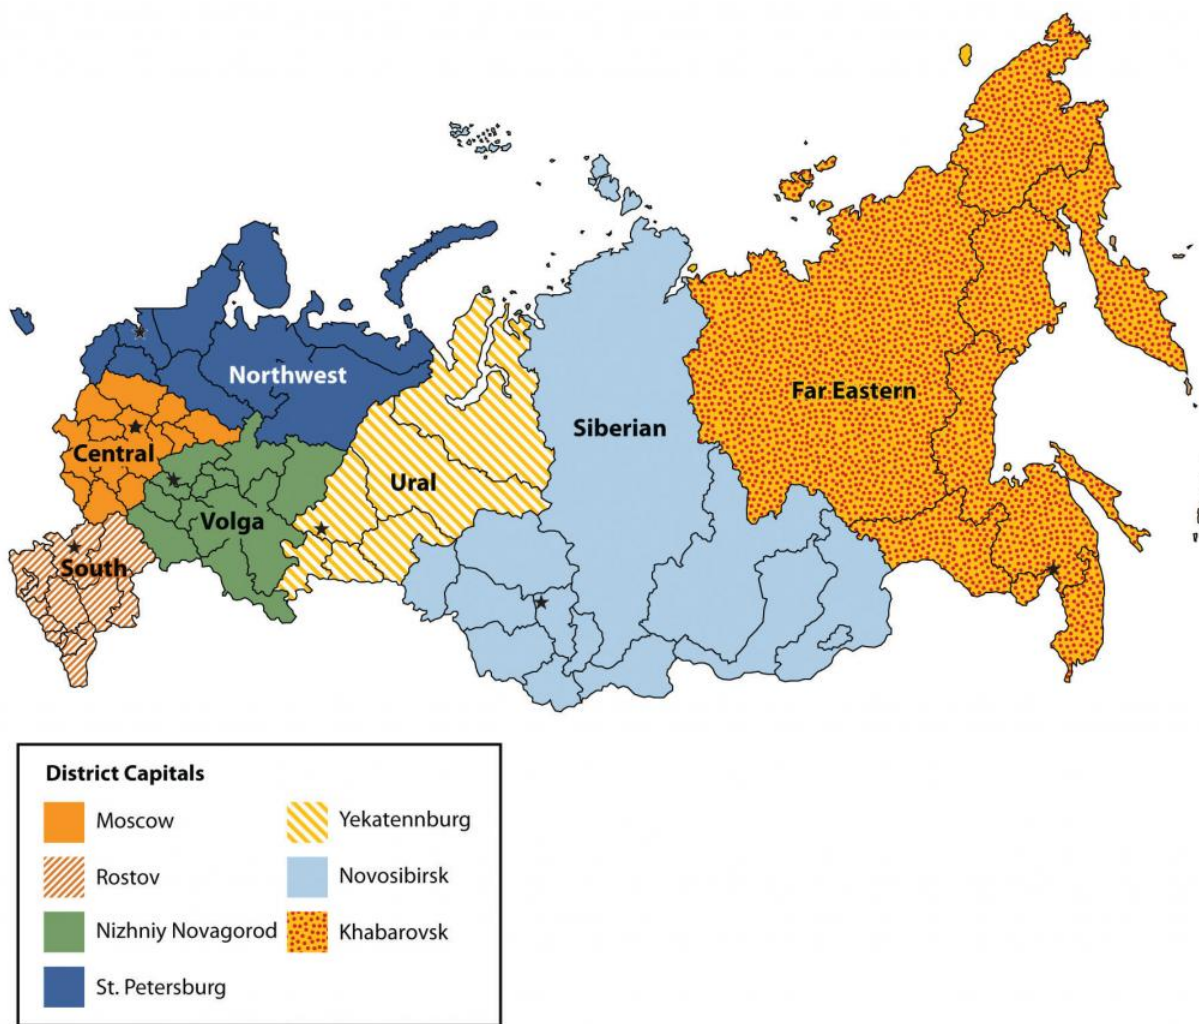 Northwest
Far Eastern
Siberian
Central
Ural
Volga
South
District Capitals
Moscow
Rostov
Nizhniy Novagorod
St. Petersburg
Yekatennburg
Novosibirsk
Khabarovsk